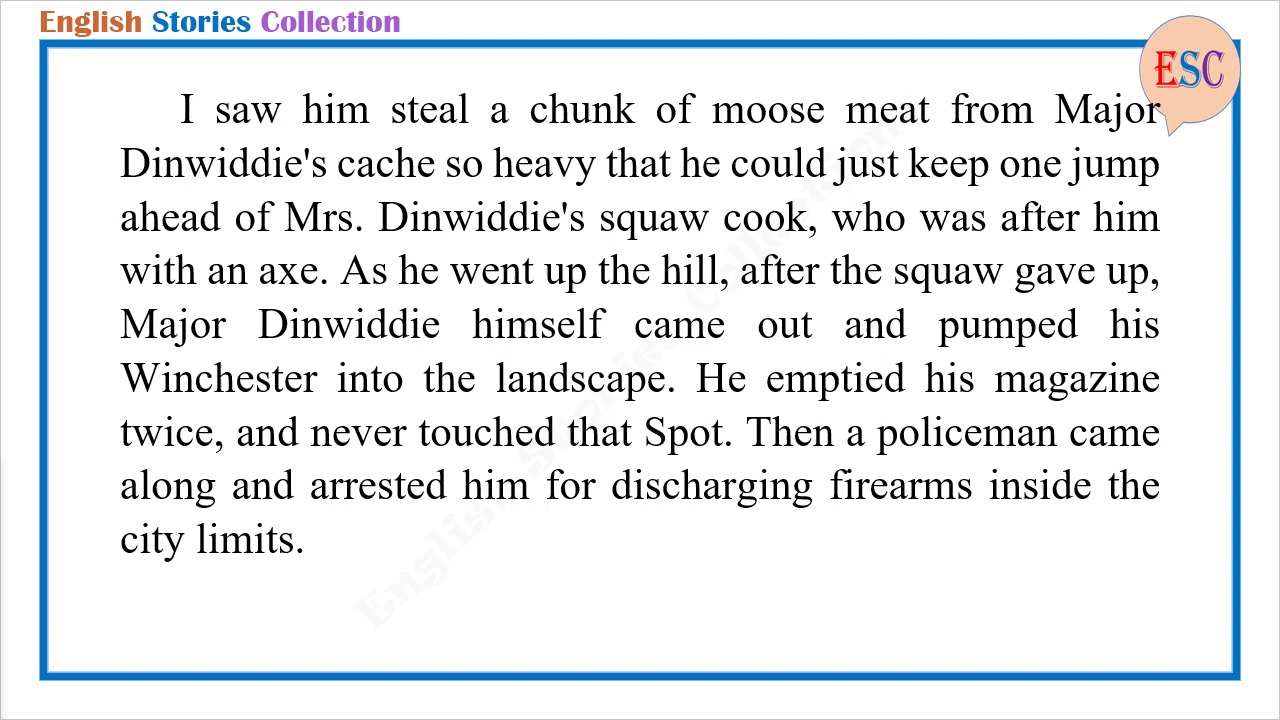 English Stories Collection
ESC
I saw him steal a chunk of moose meat from Major
Dinwiddie's cache so heavy that he could just keep one jump
ahead of Mrs. Dinwiddie's squaw cook, who was after him
with an axe. As he went up the hill, after the squaw gave up,
Major Dinwiddie himself came out and pumped his
Winchester into the landscape. He emptied his magazine
twice, and never touched that Spot. Then a policeman came
along and arrested him for discharging firearms inside the
city limits.
English Stories Collection